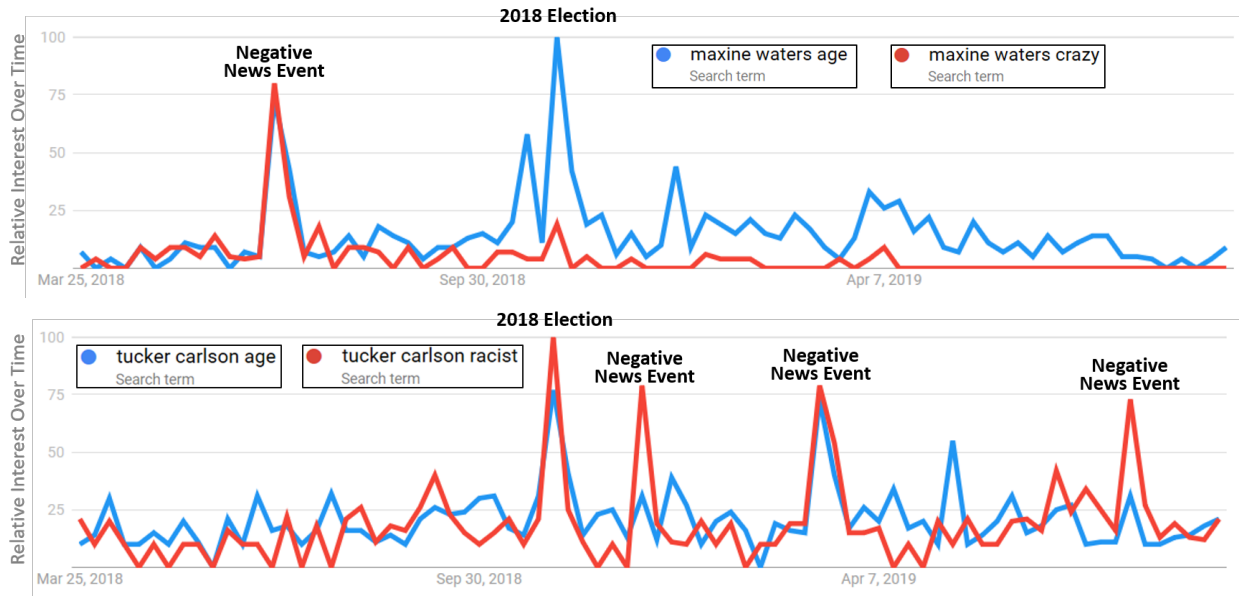 2018 Election
Negative
News Event
Relative Interest Over Time
100
75
50
25
maxine waters age
Search term
maxine waters crazy
Search term
Mar 25, 2018
Sep 30, 2018
Apr 7, 2019
2018 Election
Relative Interest Over Time
100
75
50
25
tucker carlson age
Search term
tucker carlson racist
Search term
Negative
News Event
Negative
News Event
Negative
News Event
Mar 25, 2018
Sep 30, 2018
Apr 7, 2019